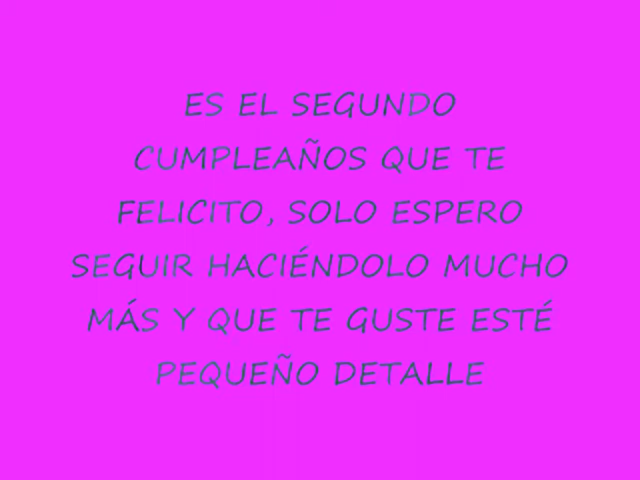 ES EL SEGUNDO
CUMPLEAÑOS QUE TE
FELICITO, SOLO ESPERO
SEGUIR HACIÉNDOLO MUCHO
MÁS Y QUE TE GUSTE ESTÉ
PEQUEÑO DETALLE